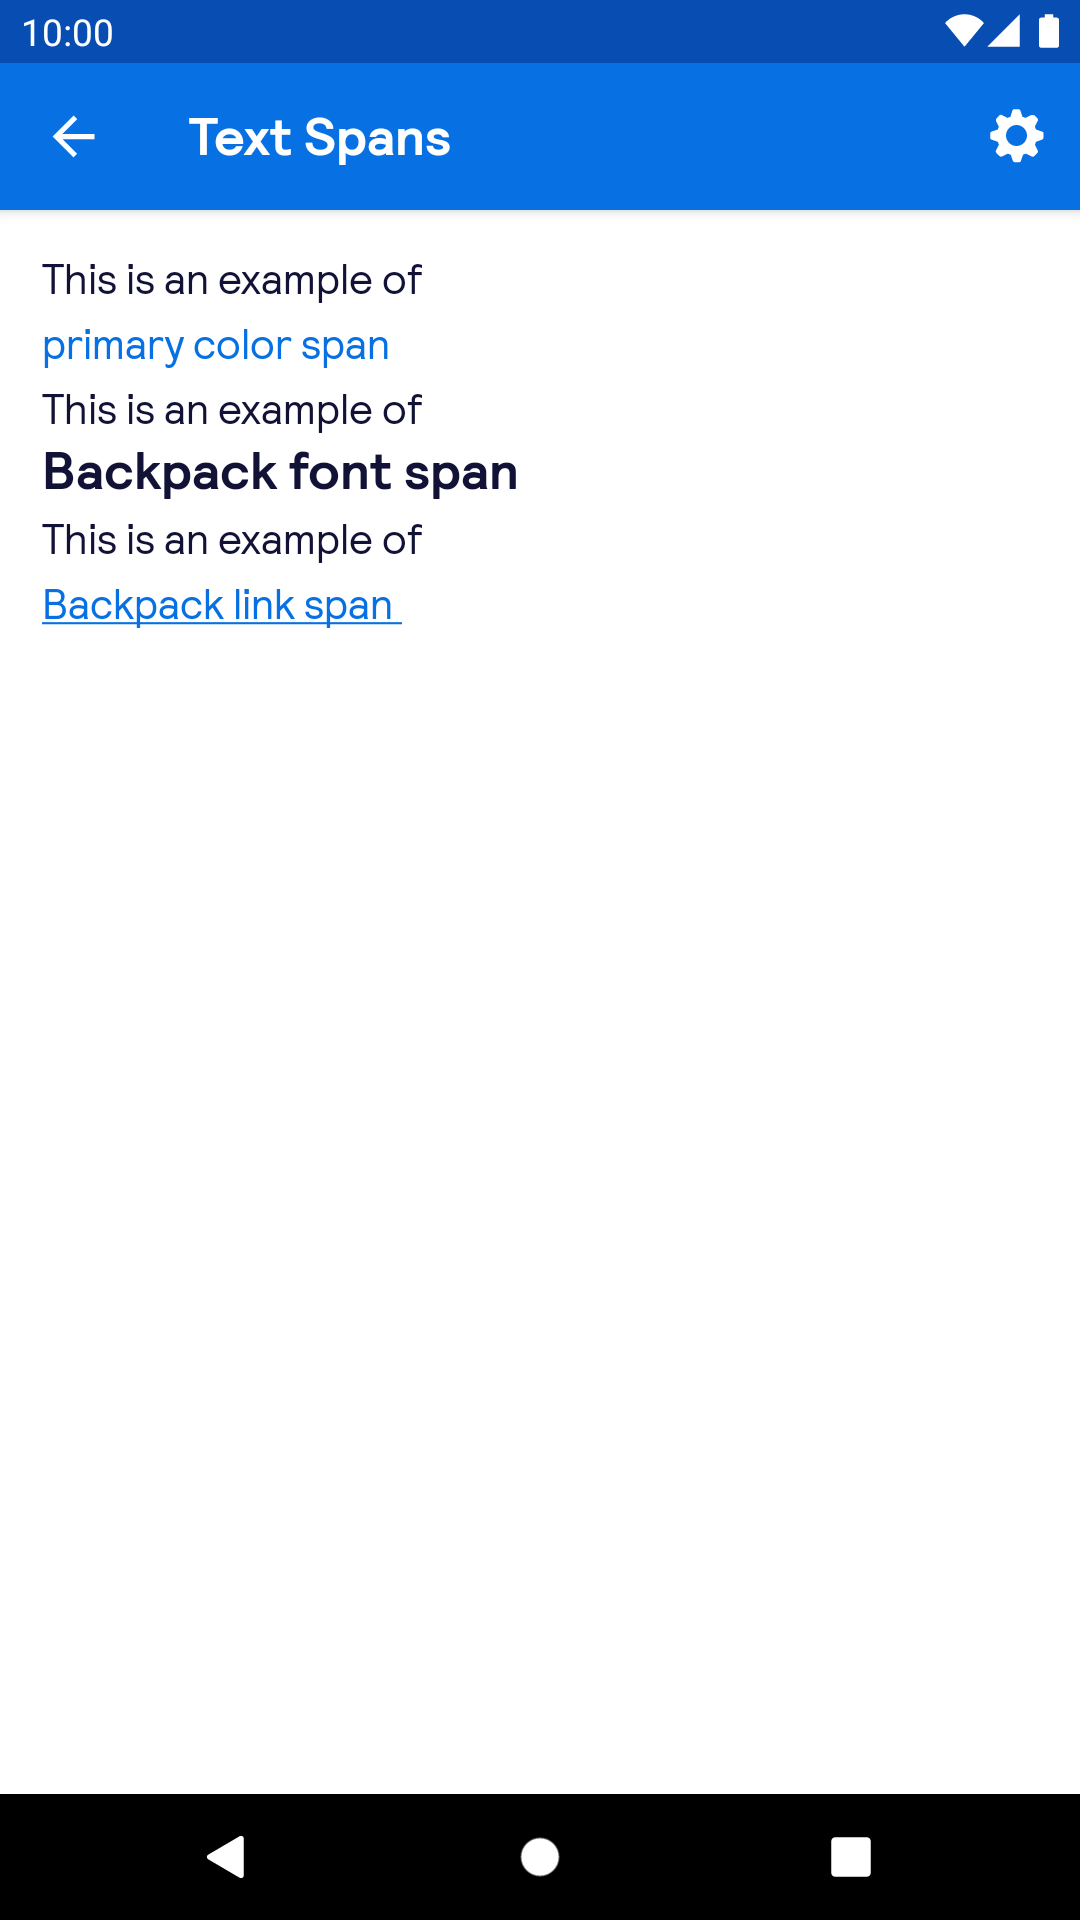 10:00
Text Spans
This is an example of
primary color span
This is an example of
Backpack font span
This is an example of
Backpack link span